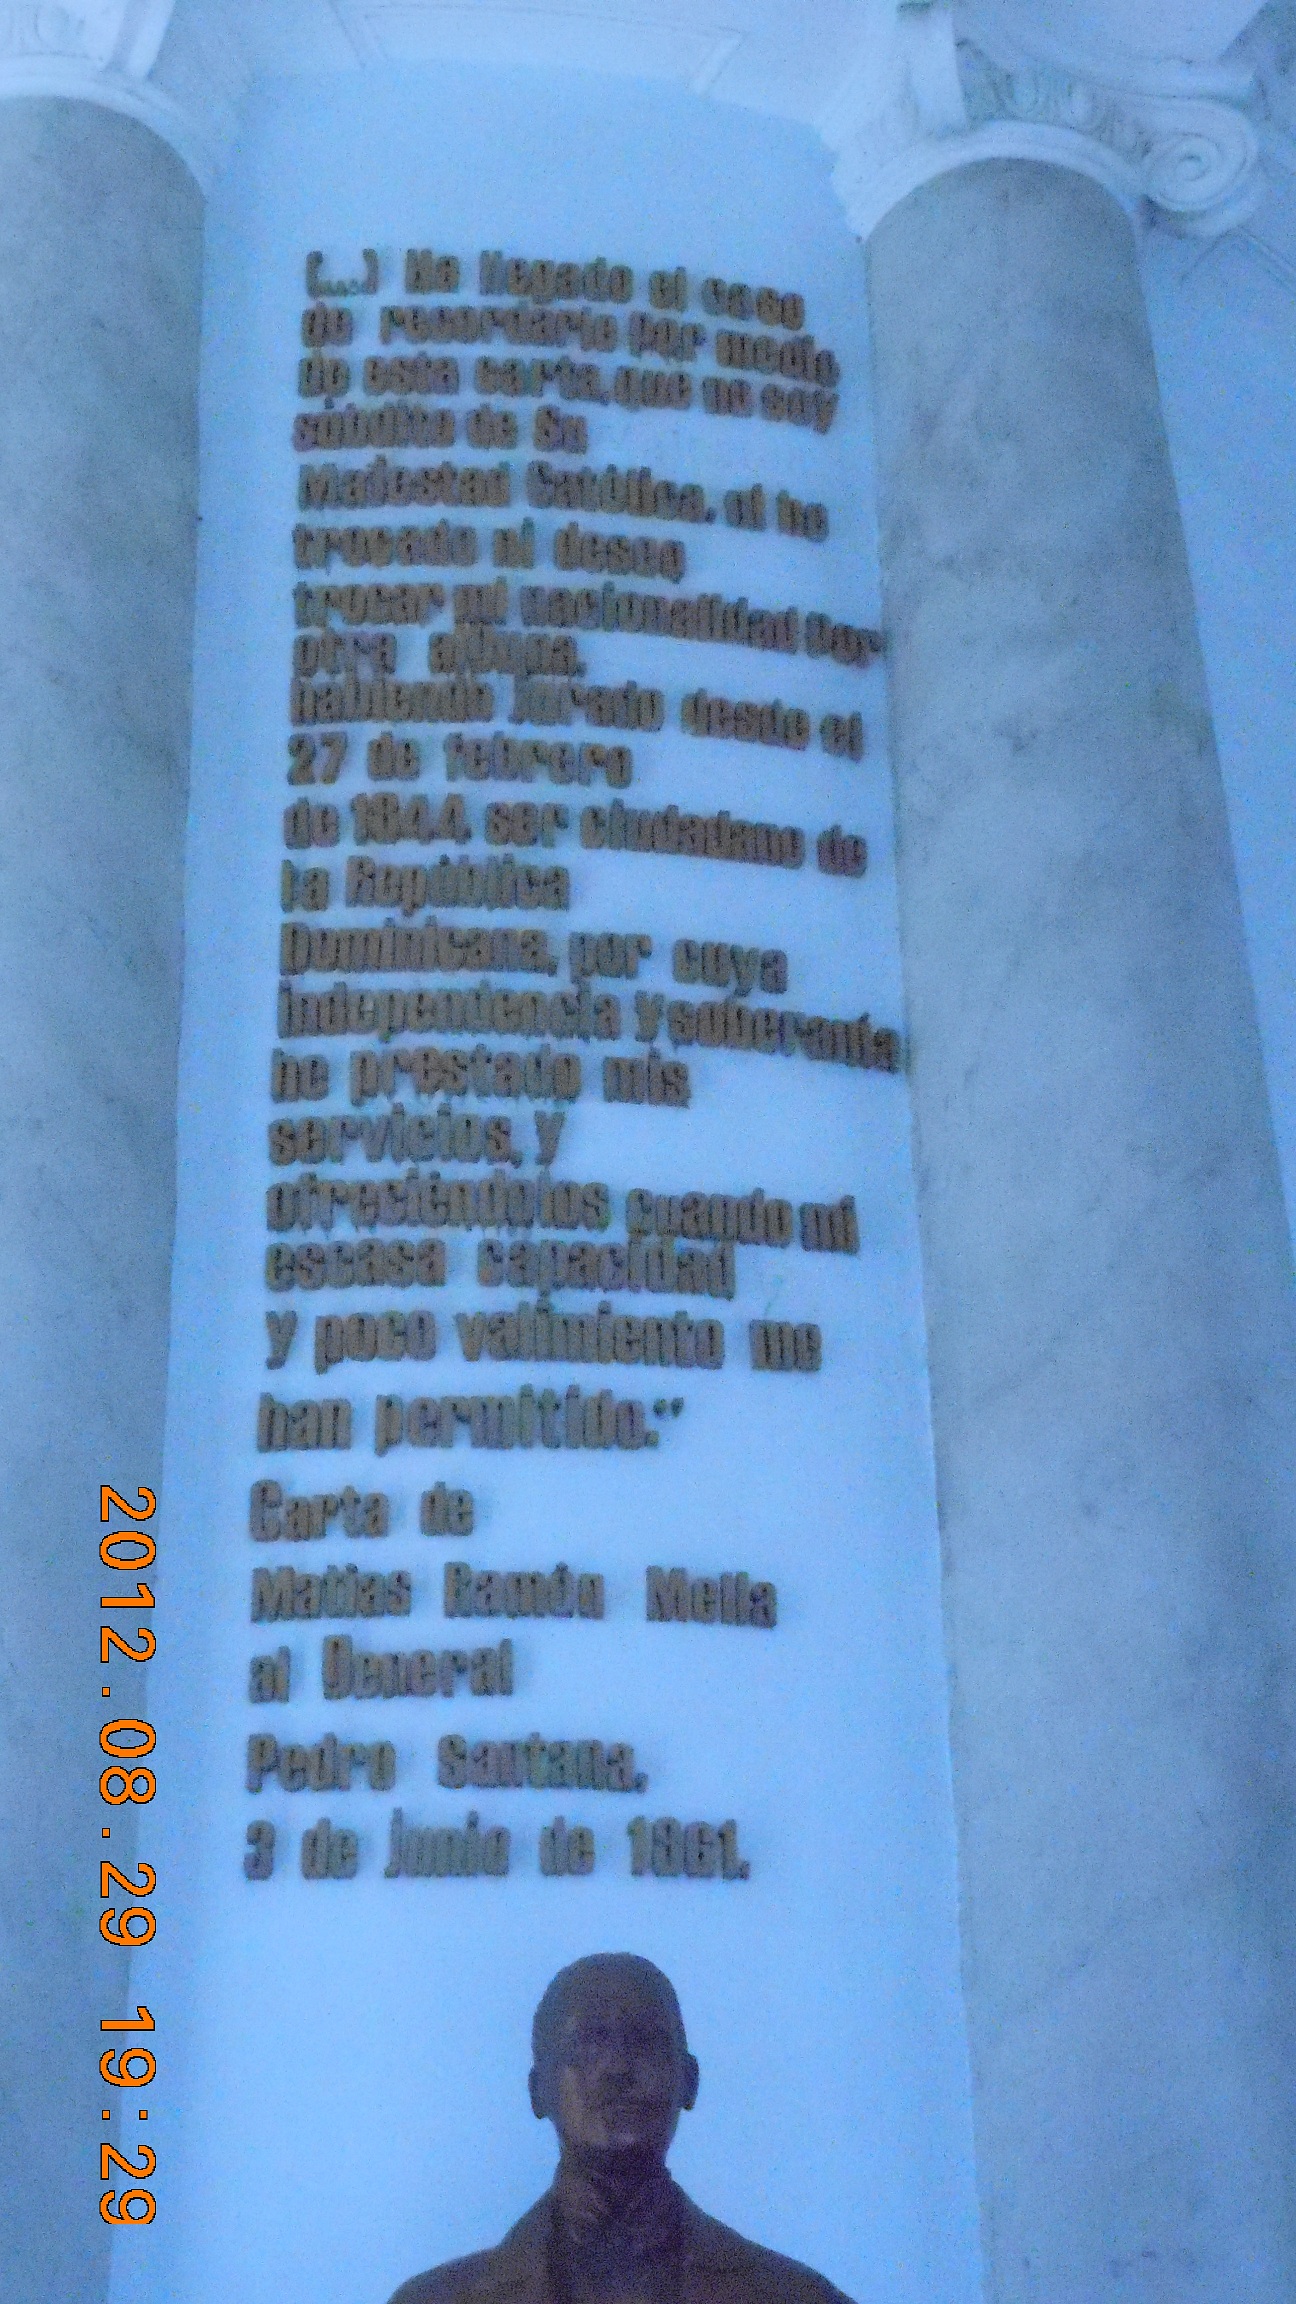 (...) He llegado el caso
de recordarle por medio
de esta carta, que no soy
súbdito de Su
Majestad Católica, ni he
trocado ni deseo
trocar mi nacionalidad por
otra alguna,
habiendo jurado desde el
27 de febrero
de 1844 ser ciudadano de
la República
Dominicana, por cuya
independencia y soberanía
he prestado mis
servicios, y
ofreciéndolos cuando mi
escasa capacidad
y poco valimiento me
han permitido."
Carta de
Matias Ramón Mella
al General
Pedro Santana,
3 de junio de 1861.
2012.08.29 19:29